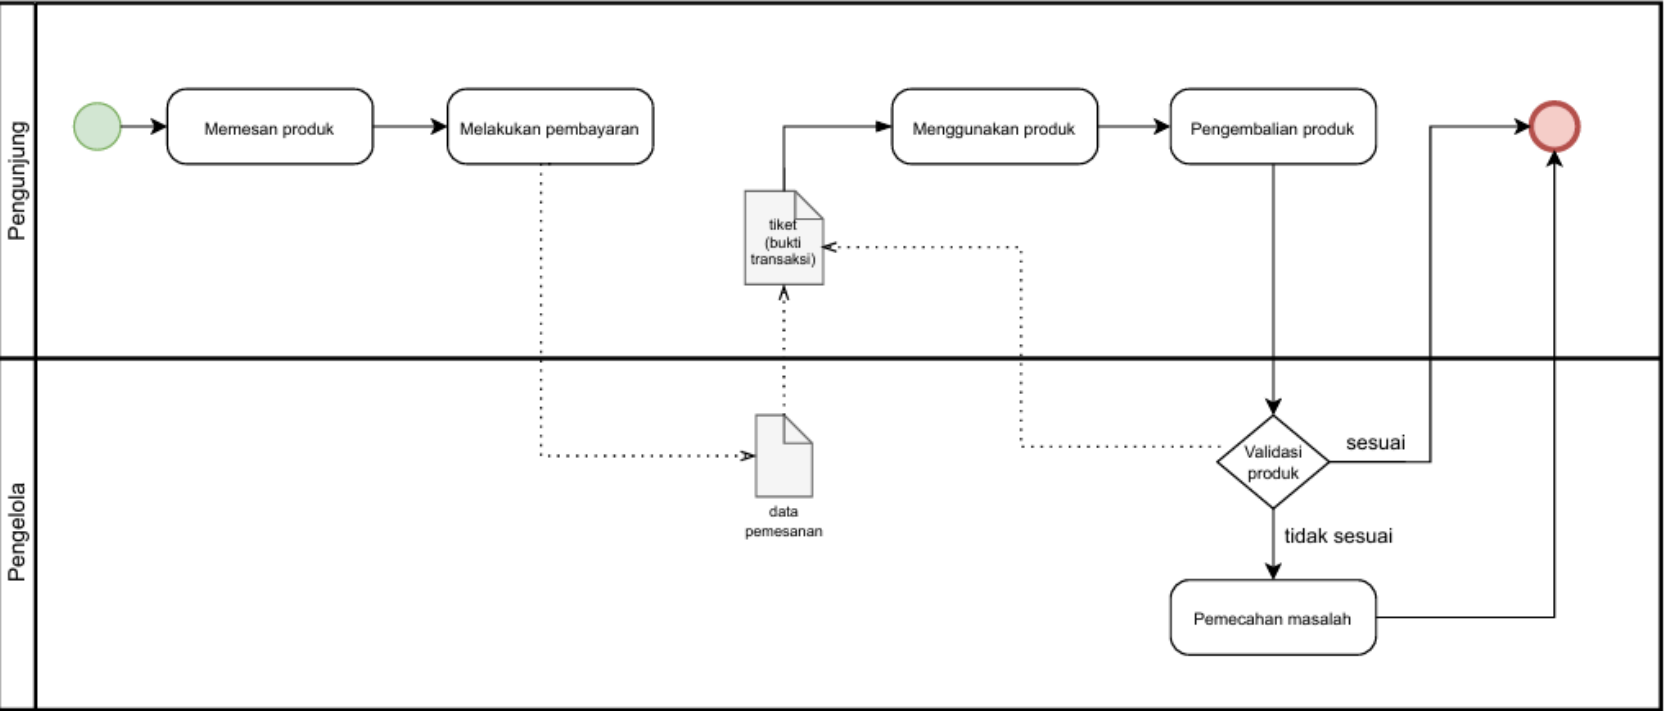 Pengunjung
Memesan produk
Melakukan pembayaran
Menggunakan produk
Pengembalian produk
tiket
(bukti
transaksi)
Pengelola
data
pemesanan
Validasi
produk
sesuai
tidak sesuai
Pemecahan masalah